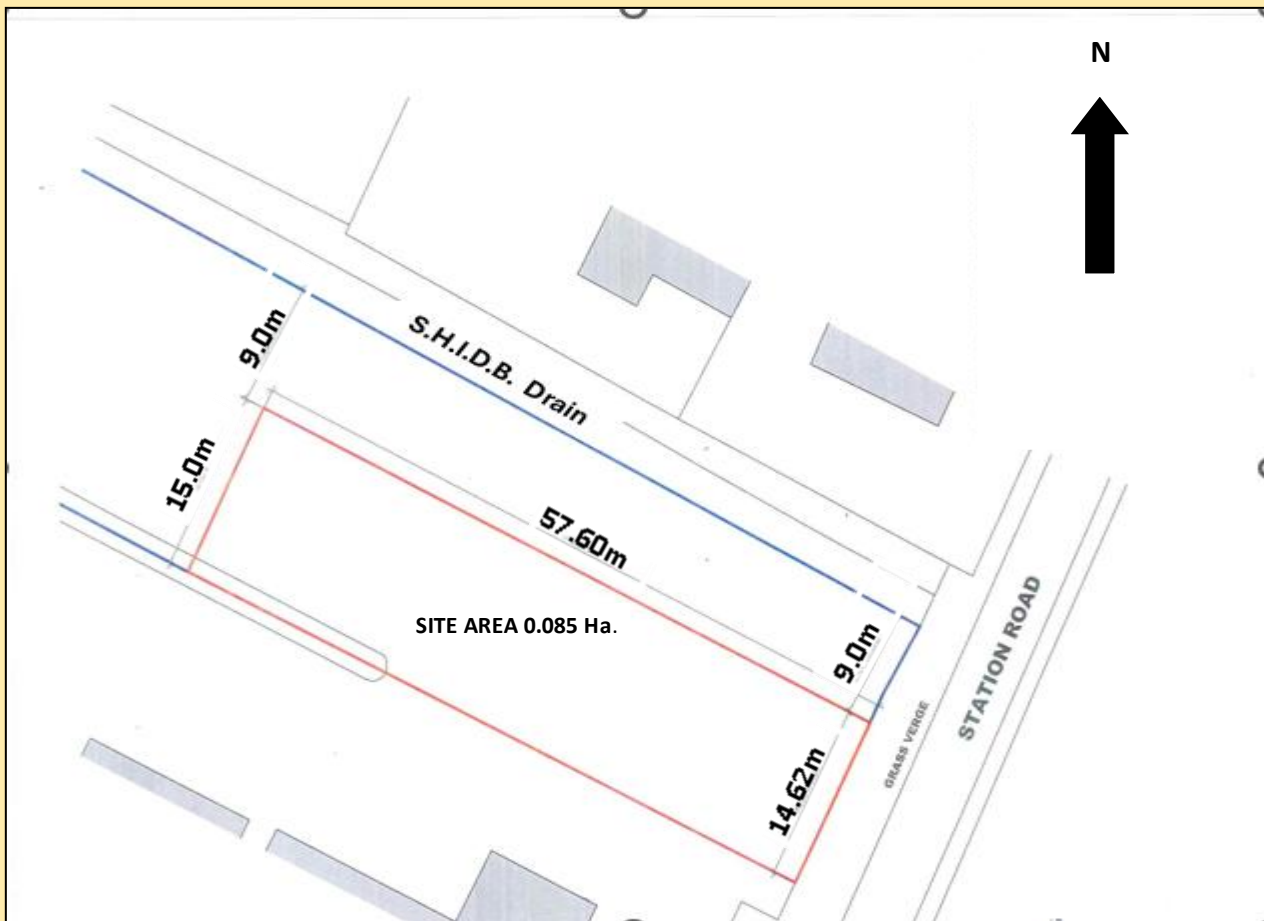 N
9.0m
S.H.I.D.B. Drain
15.0m
57.60m
SITE AREA 0.085 Ha.
9.0m
STATION ROAD
GRASS VERGE
14.62m